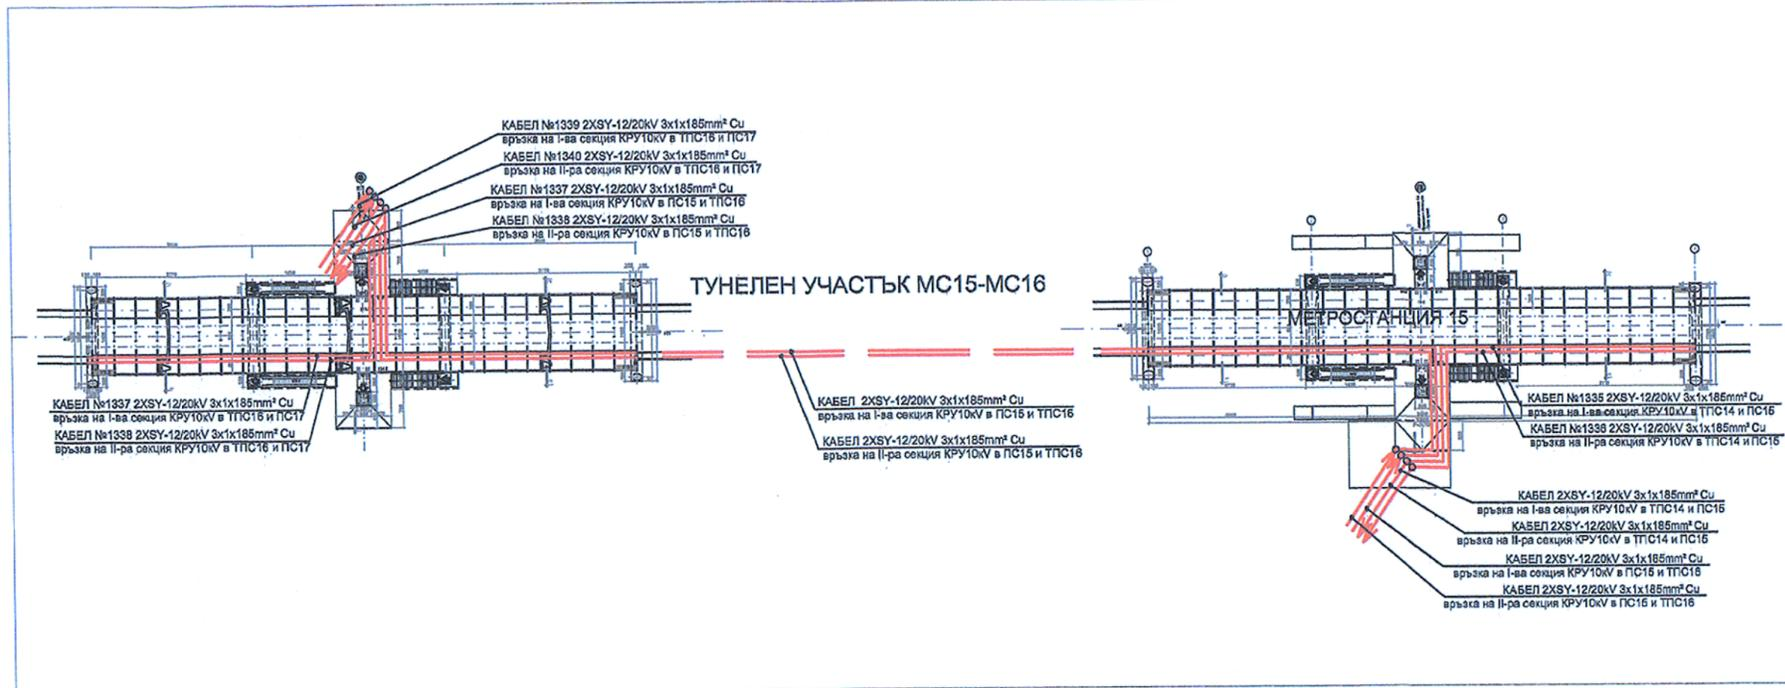 КАБЕЛ №1339 2XSY-12/20kV 3x1x185mm² Cu
връзка на I-ва секция КРУ10kV в ТПС16 и ПС17
КАБЕЛ №1340 2XSY-12/20kV 3x1x185mm² Cu
връзка на II-ра секция КРУ10kV в ТПС16 и ПС17
КАБЕЛ №1337 2XSY-12/20kV 3x1x185mm² Cu
връзка на I-ва секция КРУ10kV в ПС15 и ТПС16
КАБЕЛ №1338 2XSY-12/20kV 3x1x185mm² Cu
връзка на II-ра секция КРУ10kV в ПС15 и ТПС16
ТУНЕЛЕН УЧАСТЪК МС15-МС16
МЕТРОСТАНЦИЯ 15
КАБЕЛ №1337 2XSY-12/20kV 3x1x185mm² Cu
връзка на I-ва секция КРУ10kV в ТПС16 и ПС17
КАБЕЛ №1338 2XSY-12/20kV 3x1x185mm² Cu
връзка на II-ра секция КРУ10kV в ТПС16 и ПС17
КАБЕЛ 2XSY-12/20kV 3x1x185mm² Cu
връзка на I-ва секция КРУ10kV в ПС15 и ТПС16
КАБЕЛ 2XSY-12/20kV 3x1x185mm² Cu
връзка на II-ра секция КРУ10kV в ПС15 и ТПС16
КАБЕЛ №1335 2XSY-12/20kV 3x1x185mm² Cu
връзка на I-ва секция КРУ10kV в ТПС14 и ПС15
КАБЕЛ №1336 2XSY-12/20kV 3x1x185mm² Cu
връзка на II-ра секция КРУ10kV в ТПС14 и ПС15
КАБЕЛ 2XSY-12/20kV 3x1x185mm² Cu
връзка на I-ва секция КРУ10kV в ТПС14 и ПС15
КАБЕЛ 2XSY-12/20kV 3x1x185mm² Cu
връзка на II-ра секция КРУ10kV в ТПС14 и ПС15
КАБЕЛ 2XSY-12/20kV 3x1x185mm² Cu
връзка на I-ва секция КРУ10kV в ПС15 и ТПС16
КАБЕЛ 2XSY-12/20kV 3x1x185mm² Cu
връзка на II-ра секция КРУ10kV в ПС15 и ТПС16